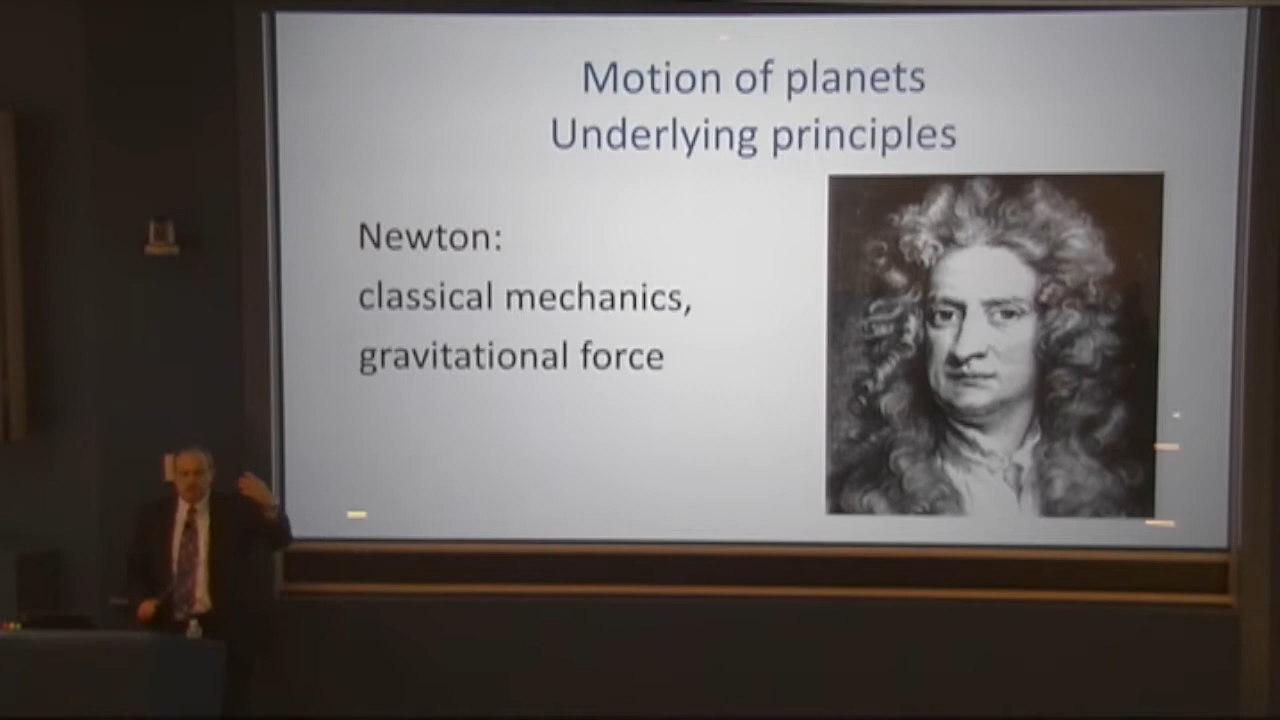 Motion of planets
Underlying principles
Newton:
classical mechanics,
gravitational force